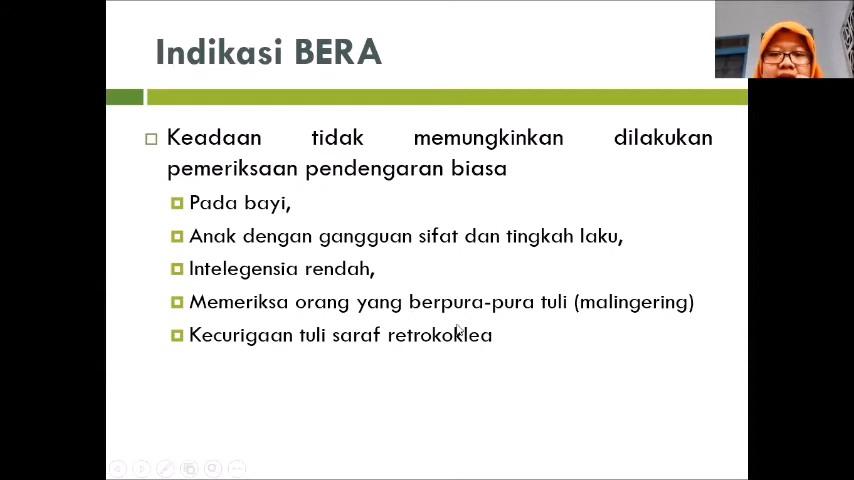 Indikasi BERA
Keadaan tidak memungkinkan dilakukan
pemeriksaan pendengaran biasa
Pada bayi,
Anak dengan gangguan sifat dan tingkah laku,
Intelegensia rendah,
Memeriksa orang yang berpura-pura tuli (malingering)
Kecurigaan tuli saraf retrokoklea